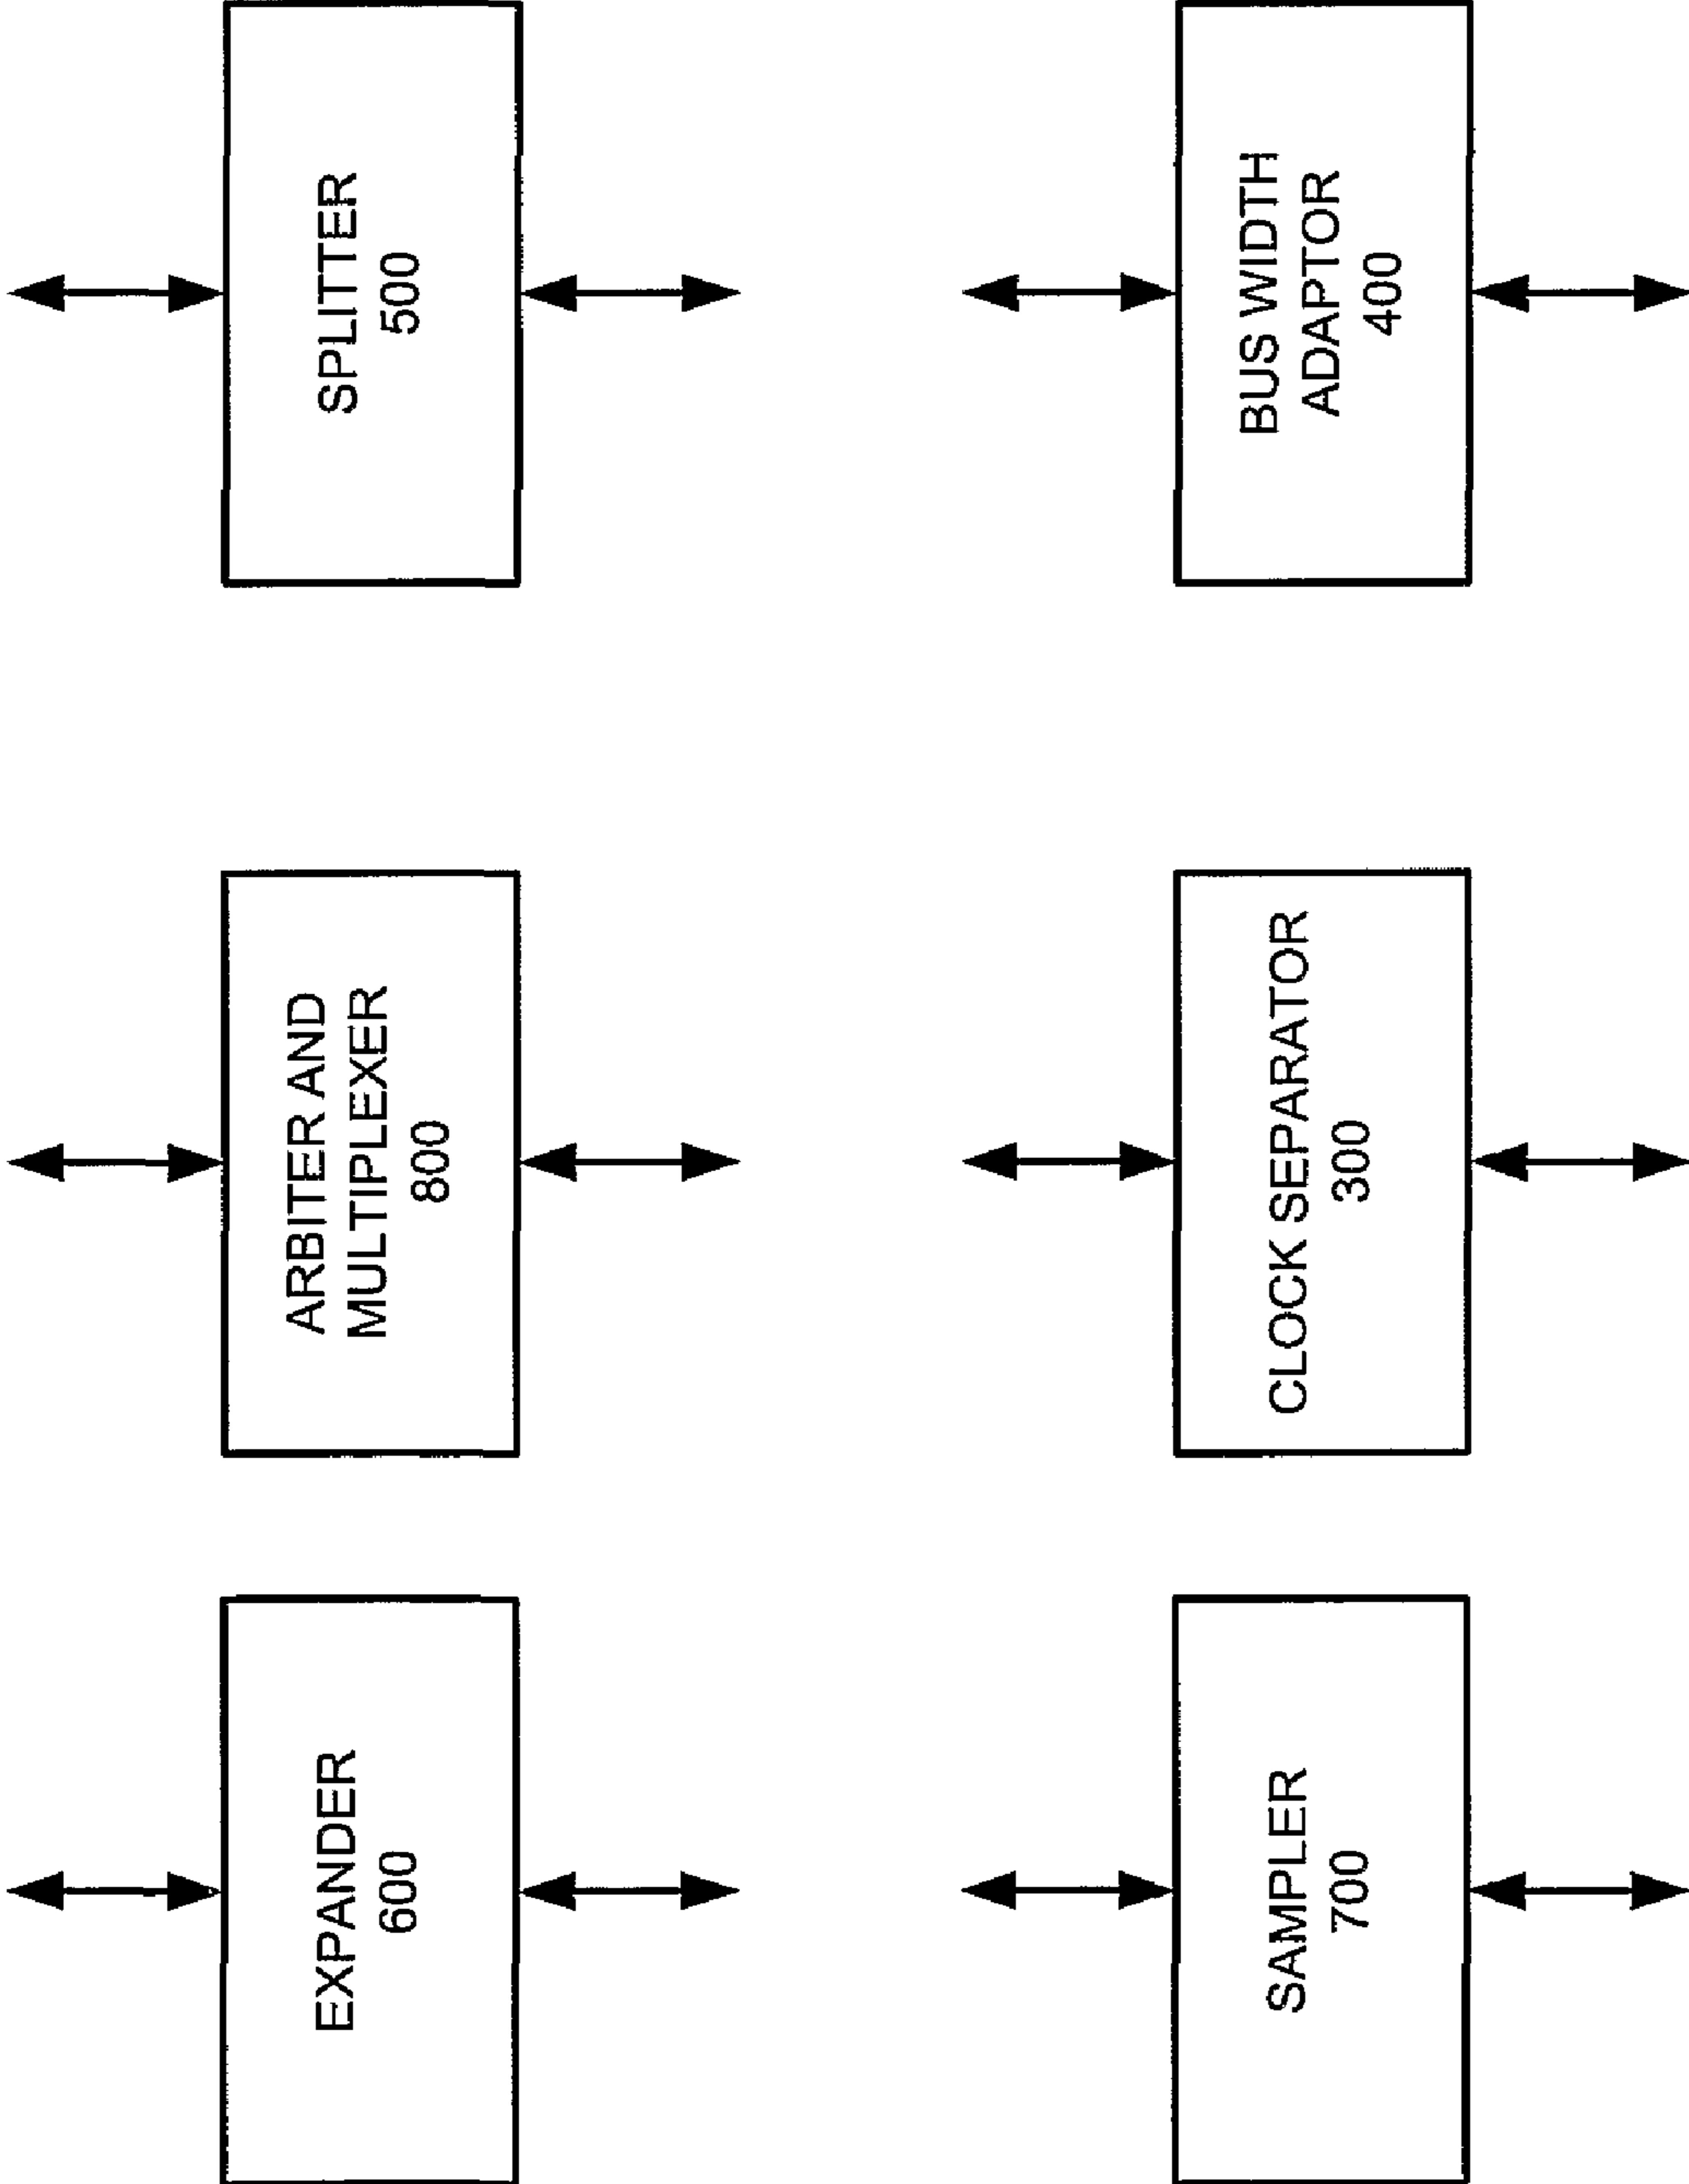 EXPANDER
600
ARBITER AND
MULTIPLEXER
800
SPLITTER
500
SAMPLER
700
CLOCK SEPARATOR
300
BUS WIDTH
ADAPTOR
400